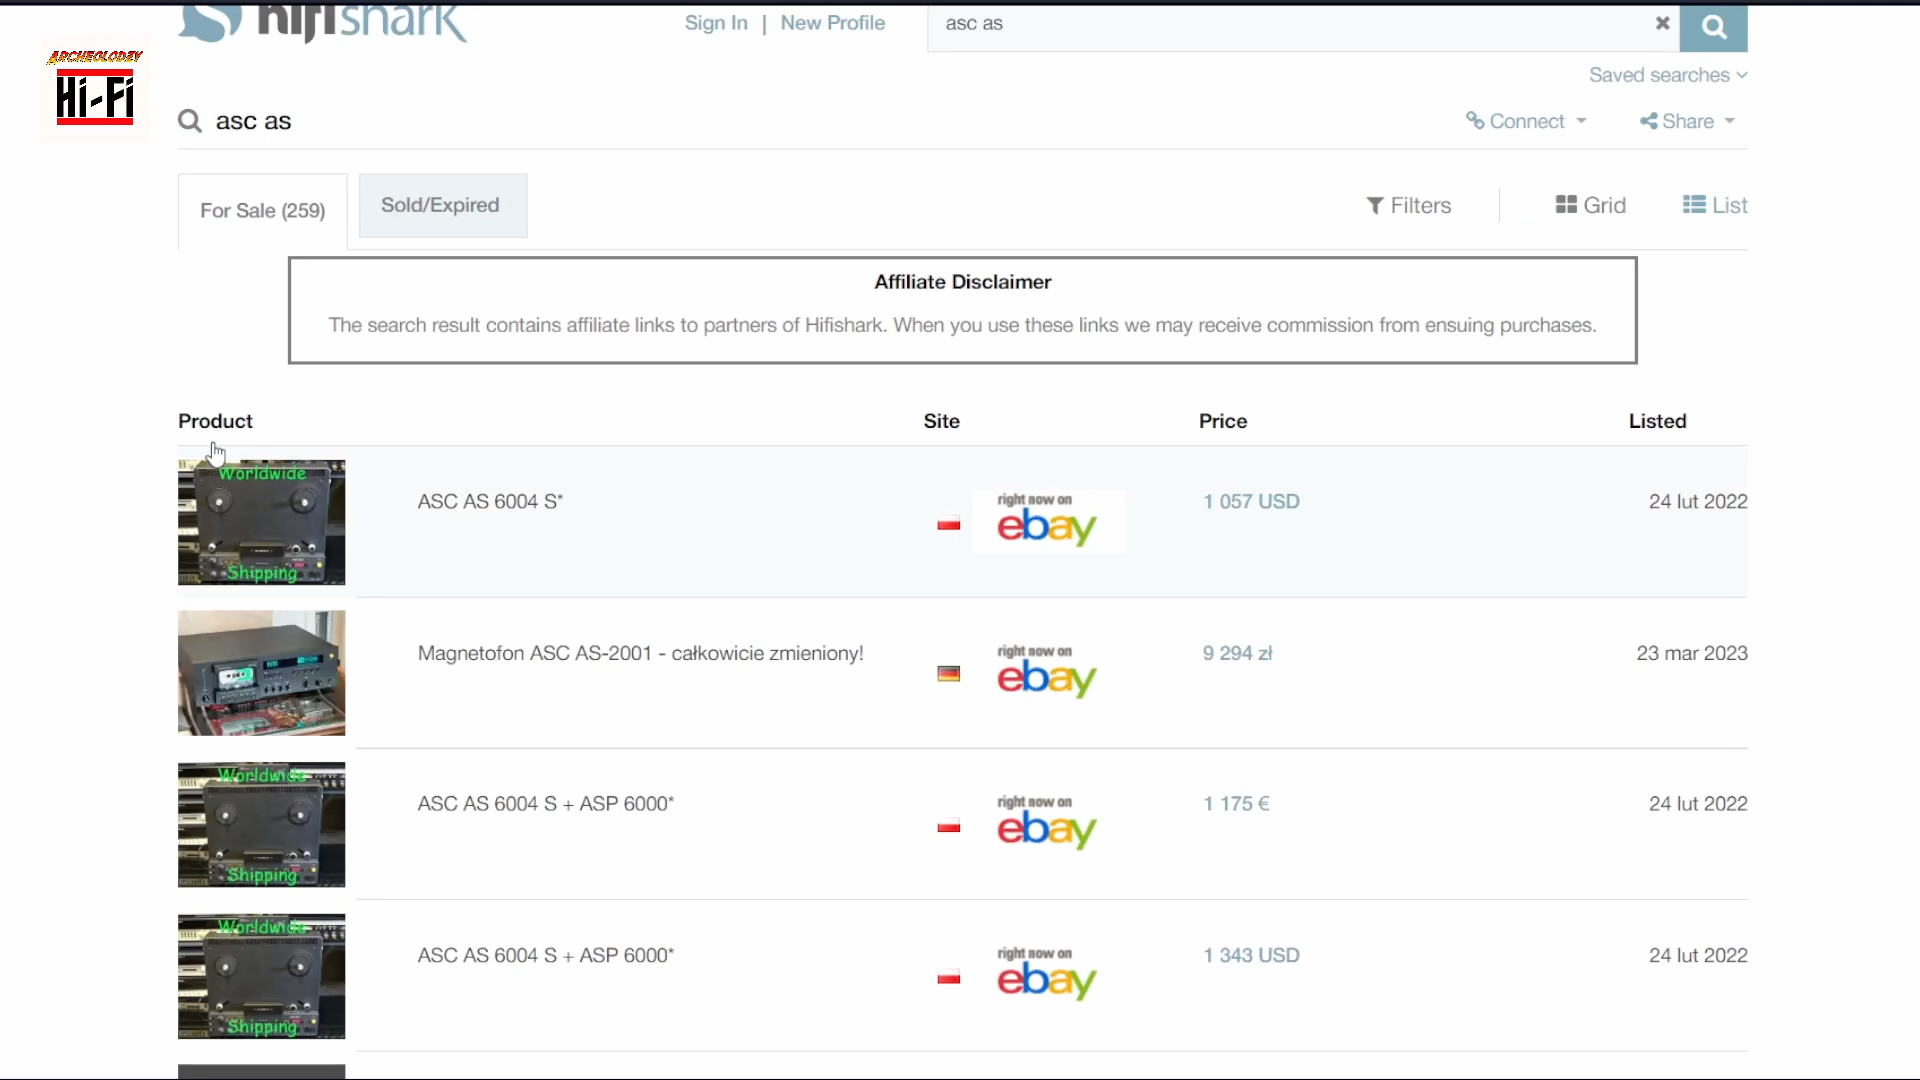 hifishark
Sign In | New Profile
asc as
Saved searches
ARCHEOLODZY
Hi-Fi
asc as
Connect
Share
For Sale (259)
Sold/Expired
Filters
Grid
List
Affiliate Disclaimer
The search result contains affiliate links to partners of Hifishark. When you use these links we may receive commission from ensuing purchases.
Product
Site
Price
Listed
Worldwide
Shipping
ASC AS 6004 S*
right now on
ebay
1 057 USD
24 lut 2022
Magnetofon ASC AS-2001 - całkowicie zmieniony!
right now on
ebay
9 294 zł
23 mar 2023
Worldwide
Shipping
ASC AS 6004 S + ASP 6000*
right now on
ebay
1 175 €
24 lut 2022
Worldwide
Shipping
ASC AS 6004 S + ASP 6000*
right now on
ebay
1 343 USD
24 lut 2022